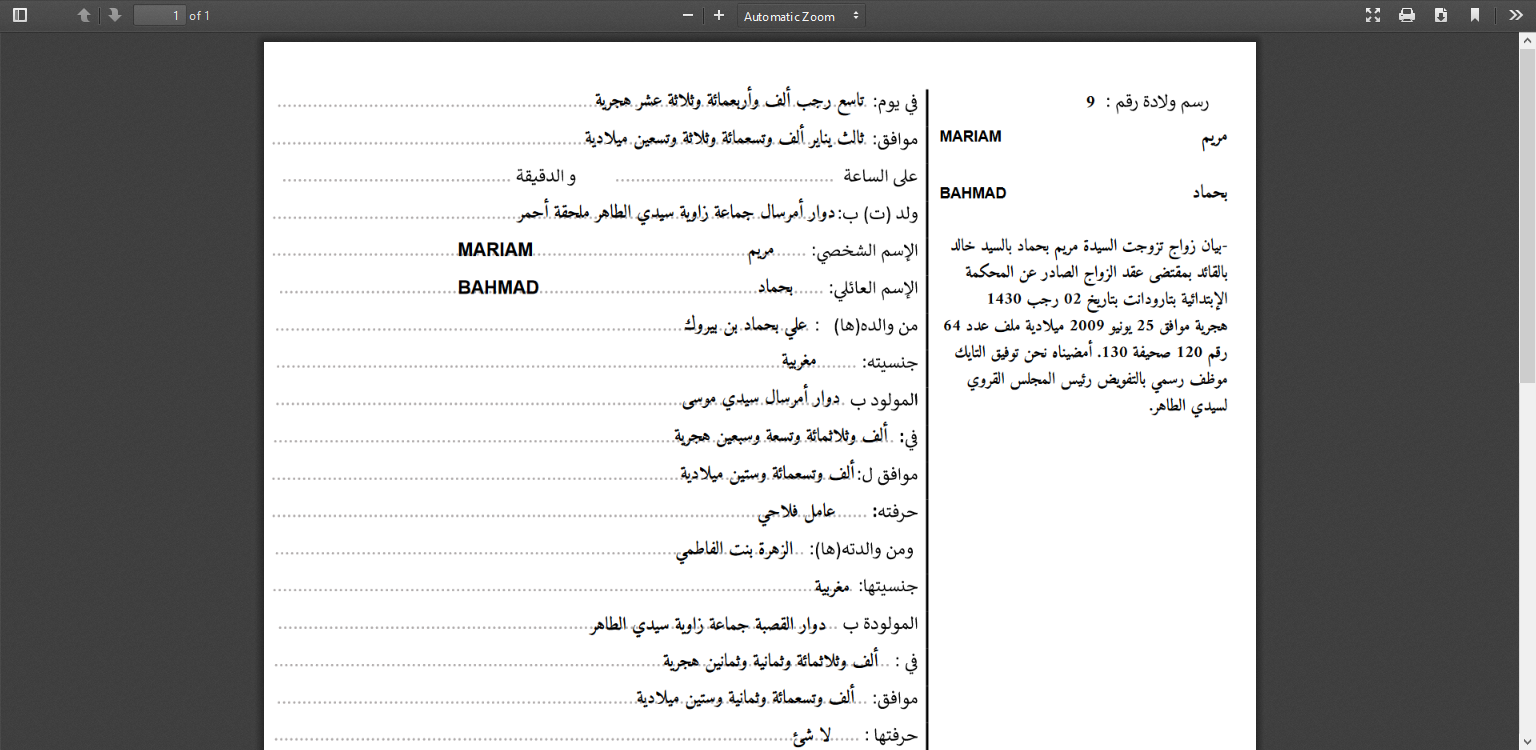 1 of 1
Automatic Zoom
رسم ولادة رقم : 9
مريم MARIAM
بحماد BAHMAD
-بيان زواج تزوجت السيدة مريم بحماد بالسيد خالد
بالقائد بمقتضى عقد الزواج الصادر عن المحكمة
الإبتدائية بتارودانت بتاريخ 02 رجب 1430
هجرية موافق 25 يونيو 2009 ميلادية ملف عدد 64
رقم 120 صحيفة 130. أمضيناه نحن توفيق التايك
موظف رسمي بالتفويض رئيس المجلس القروي
لسيدي الطاهر.
في يوم: تاسع رجب ألف وأربعمائة وثلاثة عشر هجرية
موافق: ثالث يناير ألف وتسعمائة وثلاثة وتسعين ميلادية
على الساعة و الدقيقة
ولد (ت) ب: دوار أمرسال جماعة زاوية سيدي الطاهر ملحقة أحمر
الإسم الشخصي: مريم MARIAM
الإسم العائلي: بحماد BAHMAD
من والده(ها) : علي بحماد بن بيروك
جنسيته: مغربية
المولود ب دوار أمرسال سيدي موسى
في: ألف وثلاثمائة وتسعة وسبعين هجرية
موافق ل: ألف وتسعمائة وستين ميلادية
حرفته: عامل فلاحي
ومن والدته(ها): الزهرة بنت الفاطمي
جنسيتها: مغربية
المولودة ب دوار القصبة جماعة زاوية سيدي الطاهر
في : ألف وثلاثمائة وثمانية وثمانين هجرية
موافق: ألف وتسعمائة وثمانية وستين ميلادية
حرفتها : لا شئ